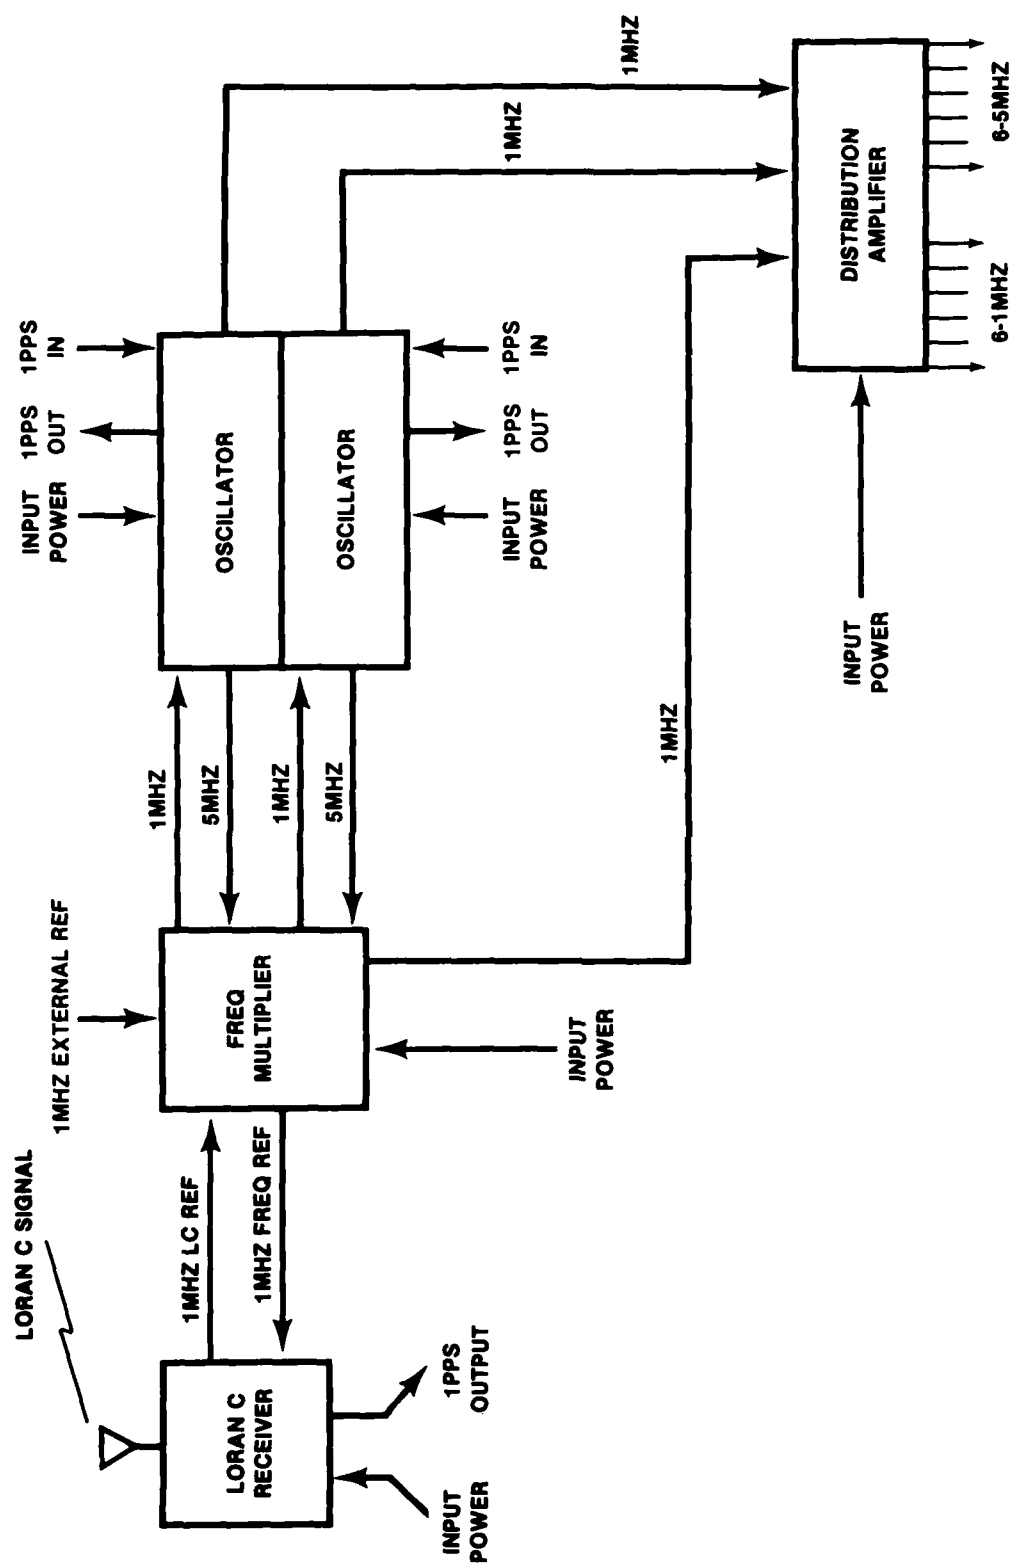 LORAN C SIGNAL
LORAN C
RECEIVER
INPUT
POWER
1PPS
OUTPUT
1MHZ LC REF
1MHZ FREQ REF
1MHZ EXTERNAL REF
FREQ
MULTIPLIER
INPUT
POWER
1MHZ
5MHZ
1MHZ
5MHZ
INPUT
POWER
1PPS
OUT
1PPS
IN
OSCILLATOR
OSCILLATOR
INPUT
POWER
1PPS
OUT
1PPS
IN
1MHZ
1MHZ
1MHZ
INPUT
POWER
DISTRIBUTION
AMPLIFIER
6-1MHZ
6-5MHZ